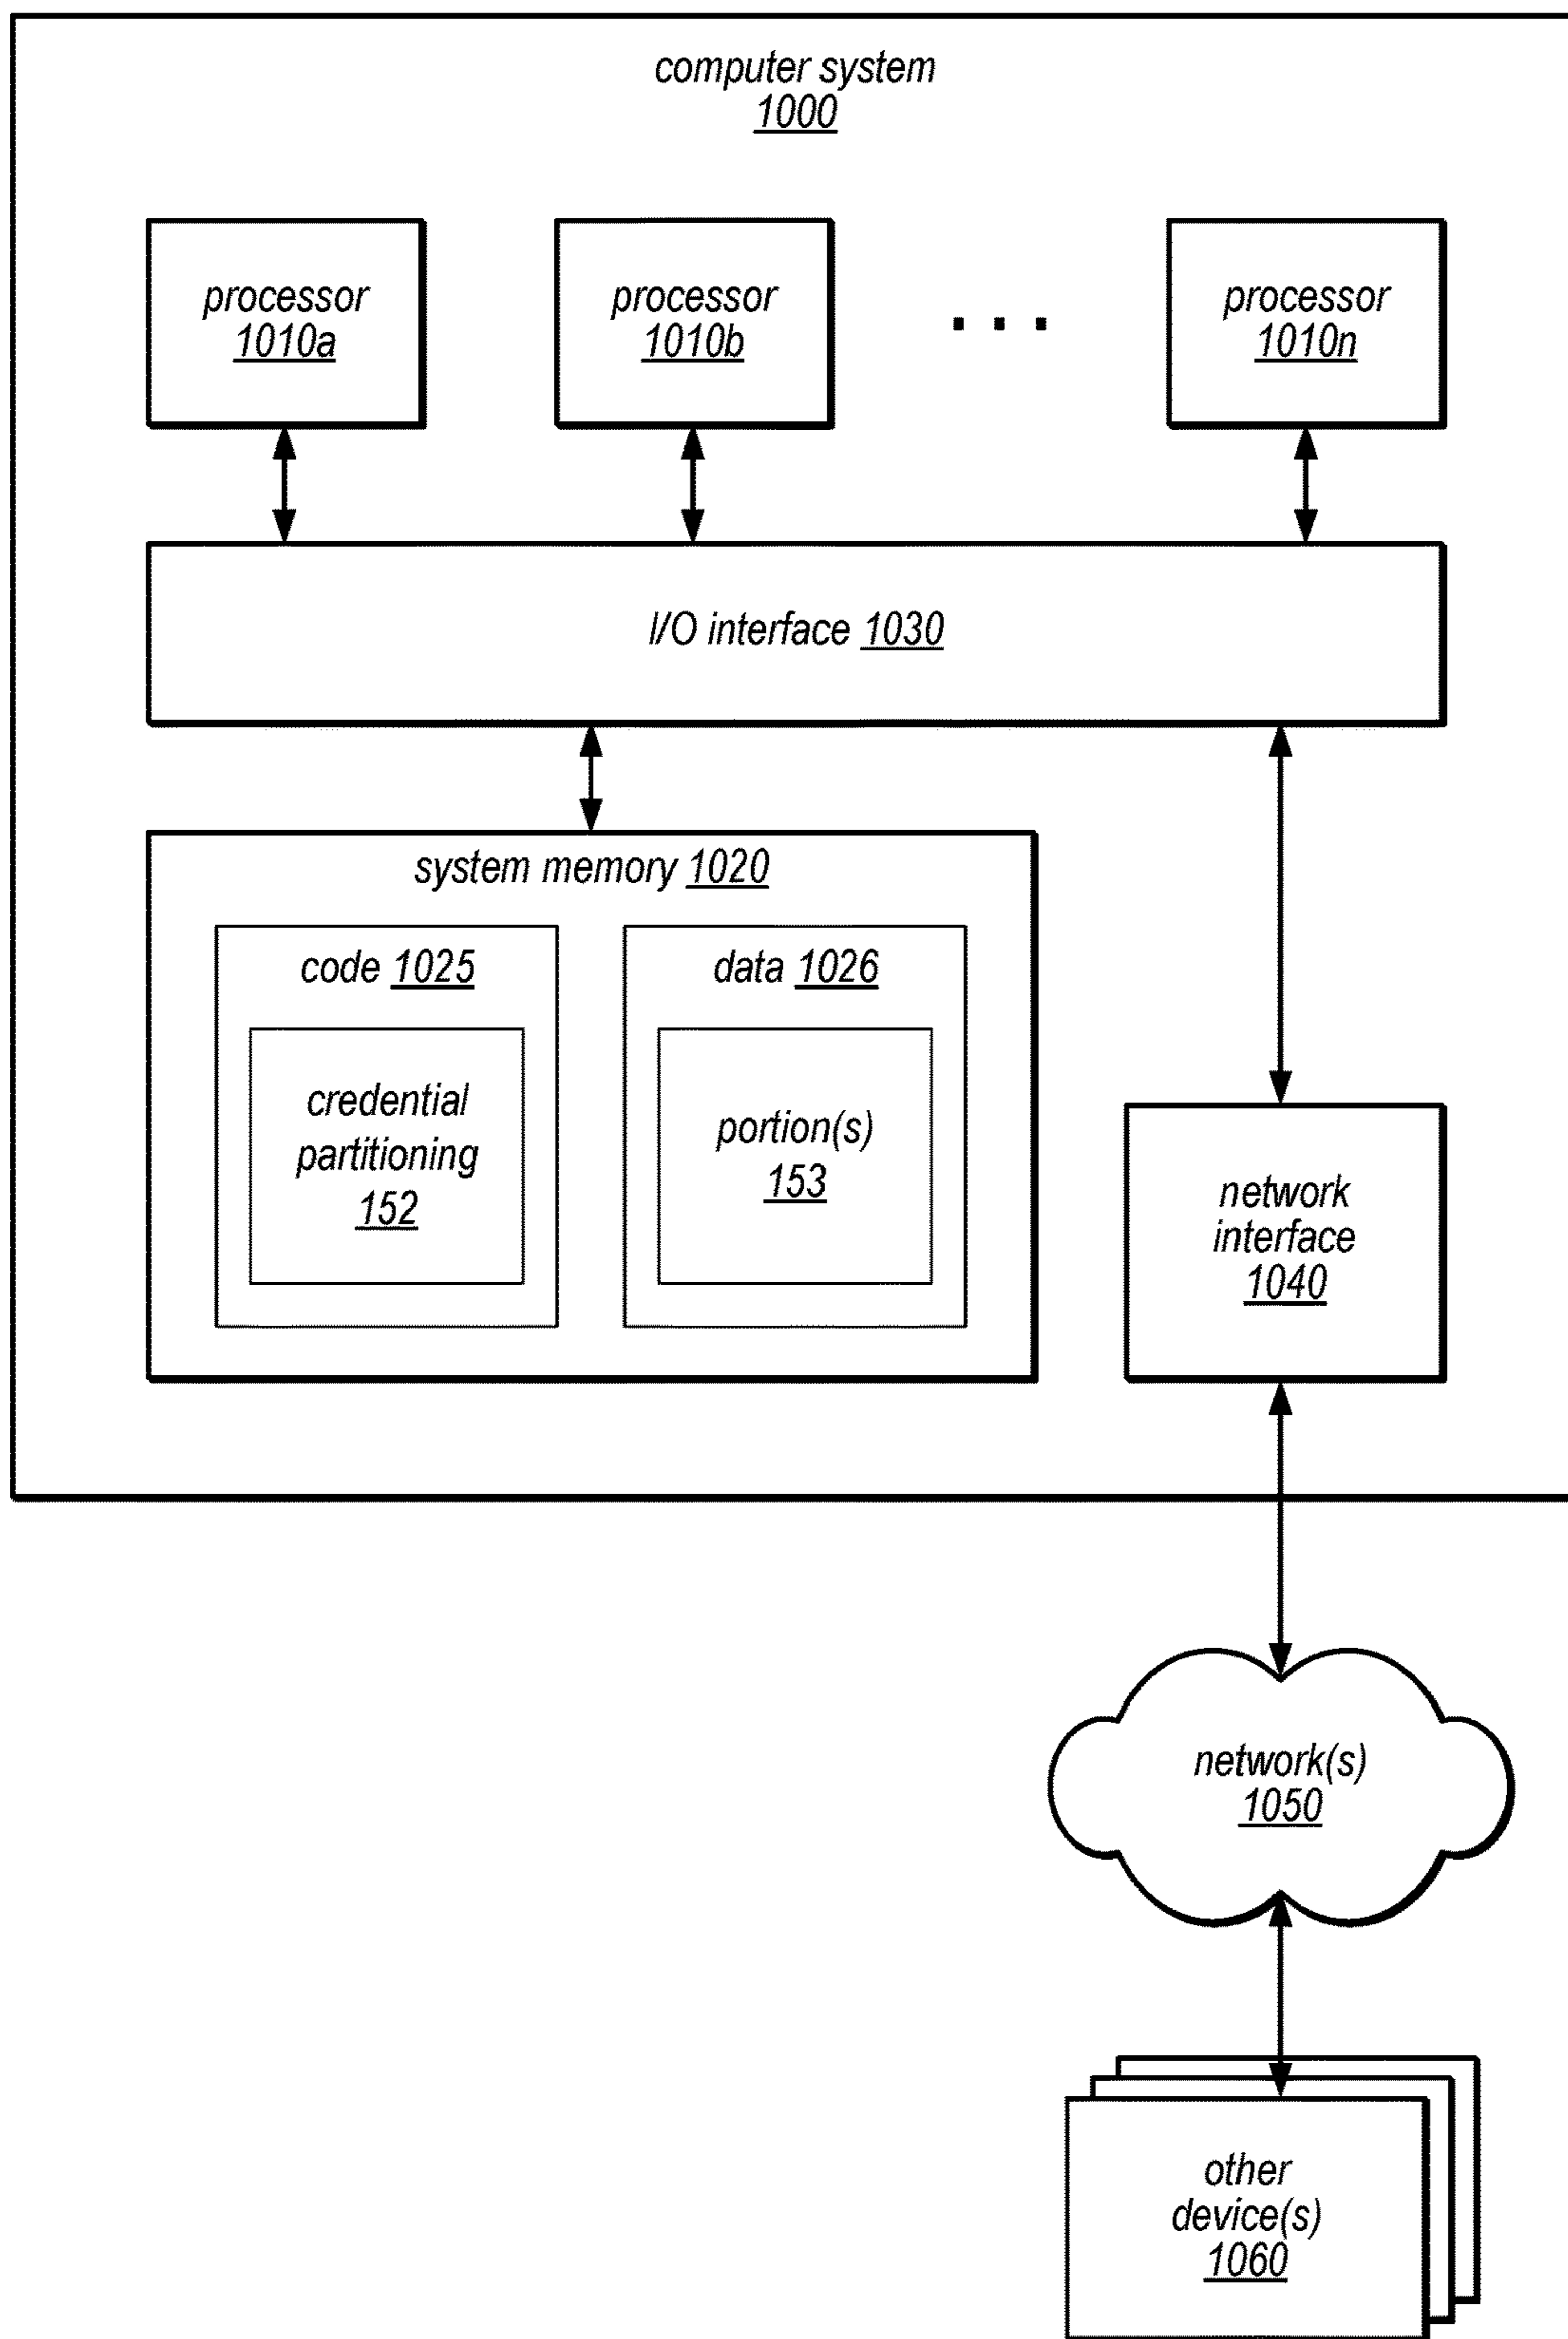 computer system
1000
processor
1010a
processor
1010b
. . .
processor
1010n
I/O interface 1030
system memory 1020
code 1025
credential
partitioning
152
data 1026
portion(s)
153
network
interface
1040
network(s)
1050
other
device(s)
1060